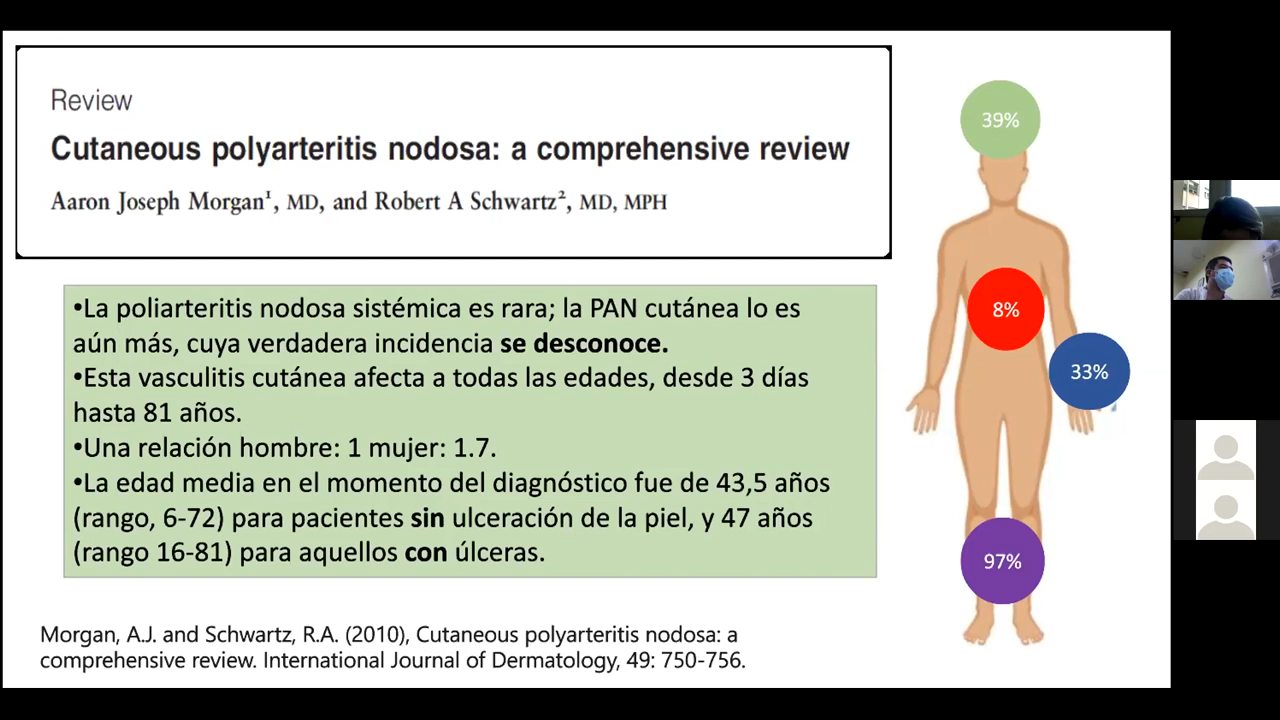 Review
Cutaneous polyarteritis nodosa: a comprehensive review
Aaron Joseph Morgan¹, MD, and Robert A Schwartz², MD, MPH
•La poliarteritis nodosa sistémica es rara; la PAN cutánea lo es
aún más, cuya verdadera incidencia se desconoce.
•Esta vasculitis cutánea afecta a todas las edades, desde 3 días
hasta 81 años.
•Una relación hombre: 1 mujer: 1.7.
•La edad media en el momento del diagnóstico fue de 43,5 años
(rango, 6-72) para pacientes sin ulceración de la piel, y 47 años
(rango 16-81) para aquellos con úlceras.
Morgan, A.J. and Schwartz, R.A. (2010), Cutaneous polyarteritis nodosa: a
comprehensive review. International Journal of Dermatology, 49: 750-756.
39%
8%
33%
97%